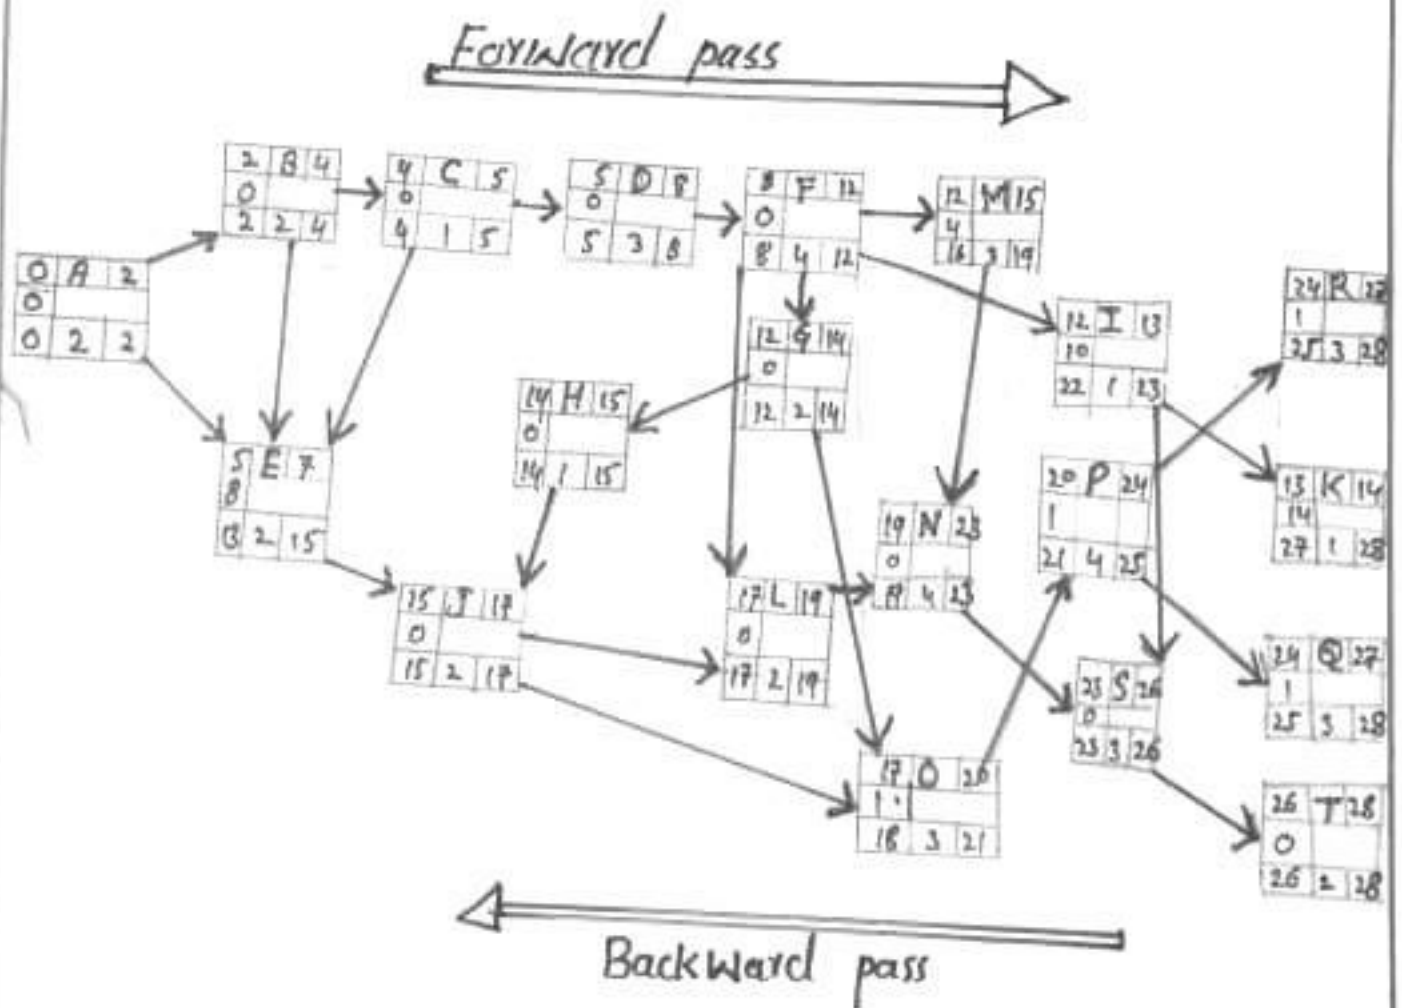 Forward pass
2 B 4
0
2 2 4
4 C 5
0
4 1 5
5 D 8
0
5 3 8
8 F 12
0
8 4 12
12 M 15
4
16 3 19
0 A 2
0
0 2 2
24 R 27
1
25 3 28
12 I 13
10
22 1 23
12 G 14
0
12 2 14
14 H 15
0
14 1 15
5 E 7
8
13 2 15
20 P 24
1
21 4 25
13 K 14
14
27 1 28
19 N 23
0
19 4 23
15 J 17
0
15 2 17
17 L 19
0
17 2 19
23 S 26
0
23 3 26
24 Q 27
1
25 3 28
17 O 20
1
18 3 21
26 T 28
0
26 2 28
Backward pass